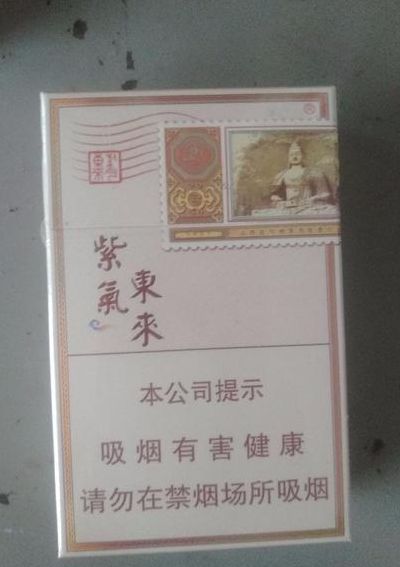 ®
紫氣
東來
本公司提示
吸烟有害健康
请勿在禁烟场所吸烟